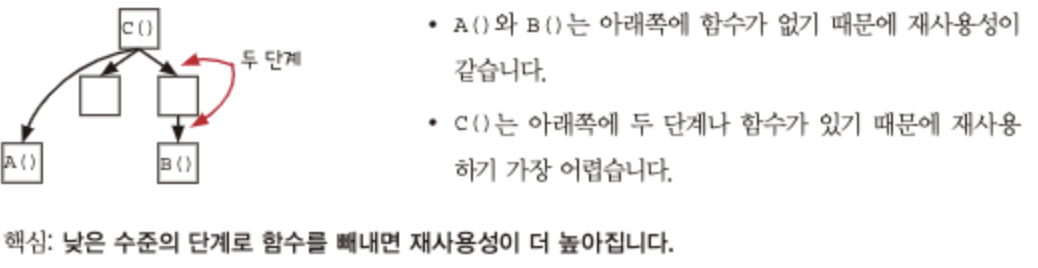 C()
두 단계
A()
B()
• A()와 B()는 아래쪽에 함수가 없기 때문에 재사용성이
같습니다.
• C()는 아래쪽에 두 단계나 함수가 있기 때문에 재사용
하기 가장 어렵습니다.
핵심: 낮은 수준의 단계로 함수를 빼내면 재사용성이 더 높아집니다.